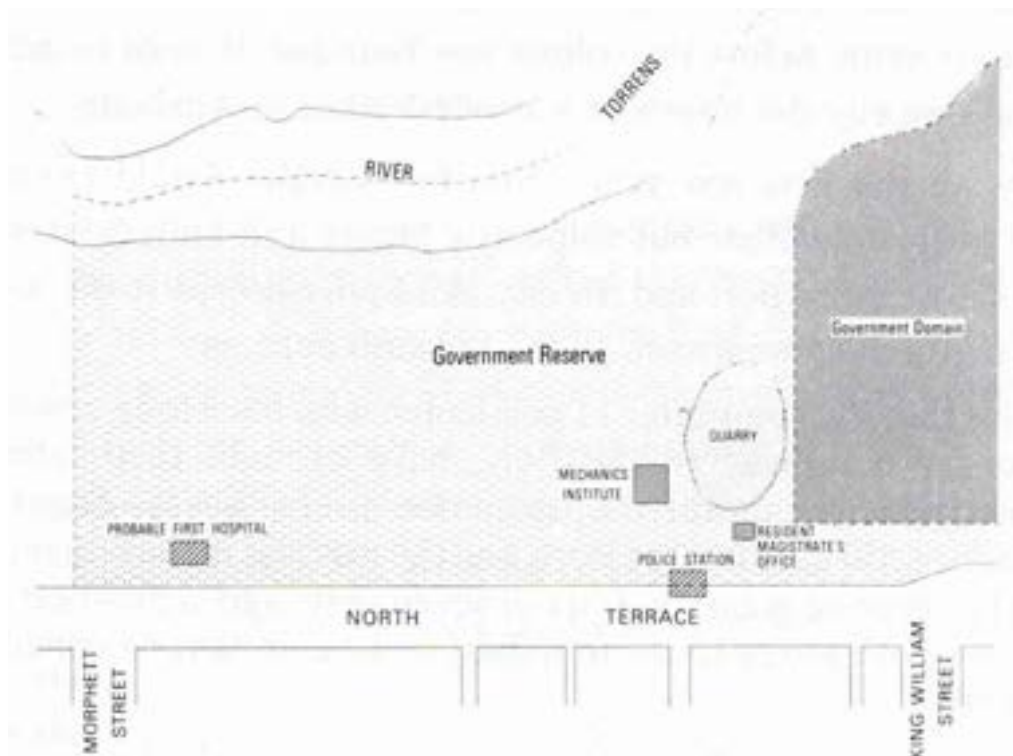 RIVER
TORRENS
Government Domain
Government Reserve
QUARRY
MECHANICS
INSTITUTE
PROBABLE FIRST HOSPITAL
RESIDENT
MAGISTRATE'S
OFFICE
POLICE STATION
NORTH TERRACE
MORPHETT
STREET
KING WILLIAM
STREET